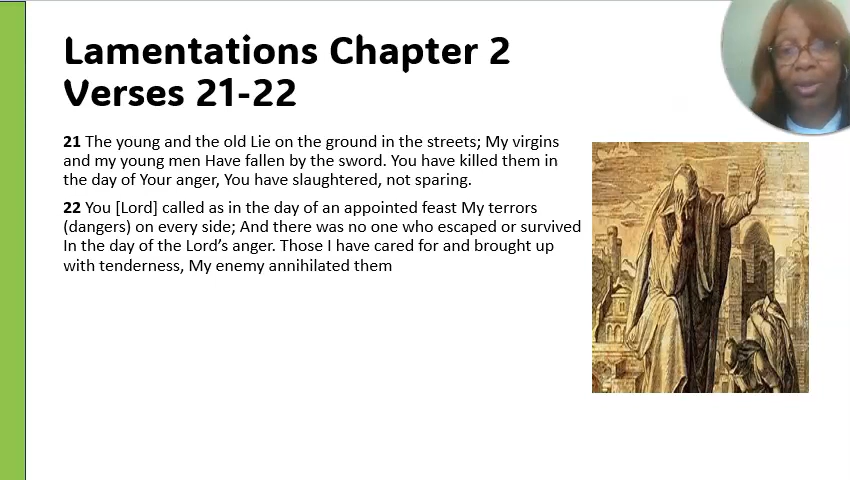 Lamentations Chapter 2
Verses 21-22
21 The young and the old Lie on the ground in the streets; My virgins
and my young men Have fallen by the sword. You have killed them in
the day of Your anger, You have slaughtered, not sparing.
22 You [Lord] called as in the day of an appointed feast My terrors
(dangers) on every side; And there was no one who escaped or survived
In the day of the Lord’s anger. Those I have cared for and brought up
with tenderness, My enemy annihilated them